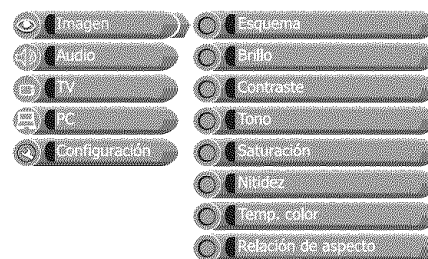 Imagen
Audio
TV
PC
Configuración
Esquema
Brillo
Contraste
Tono
Saturación
Nitidez
Temp. color
Relación de aspecto